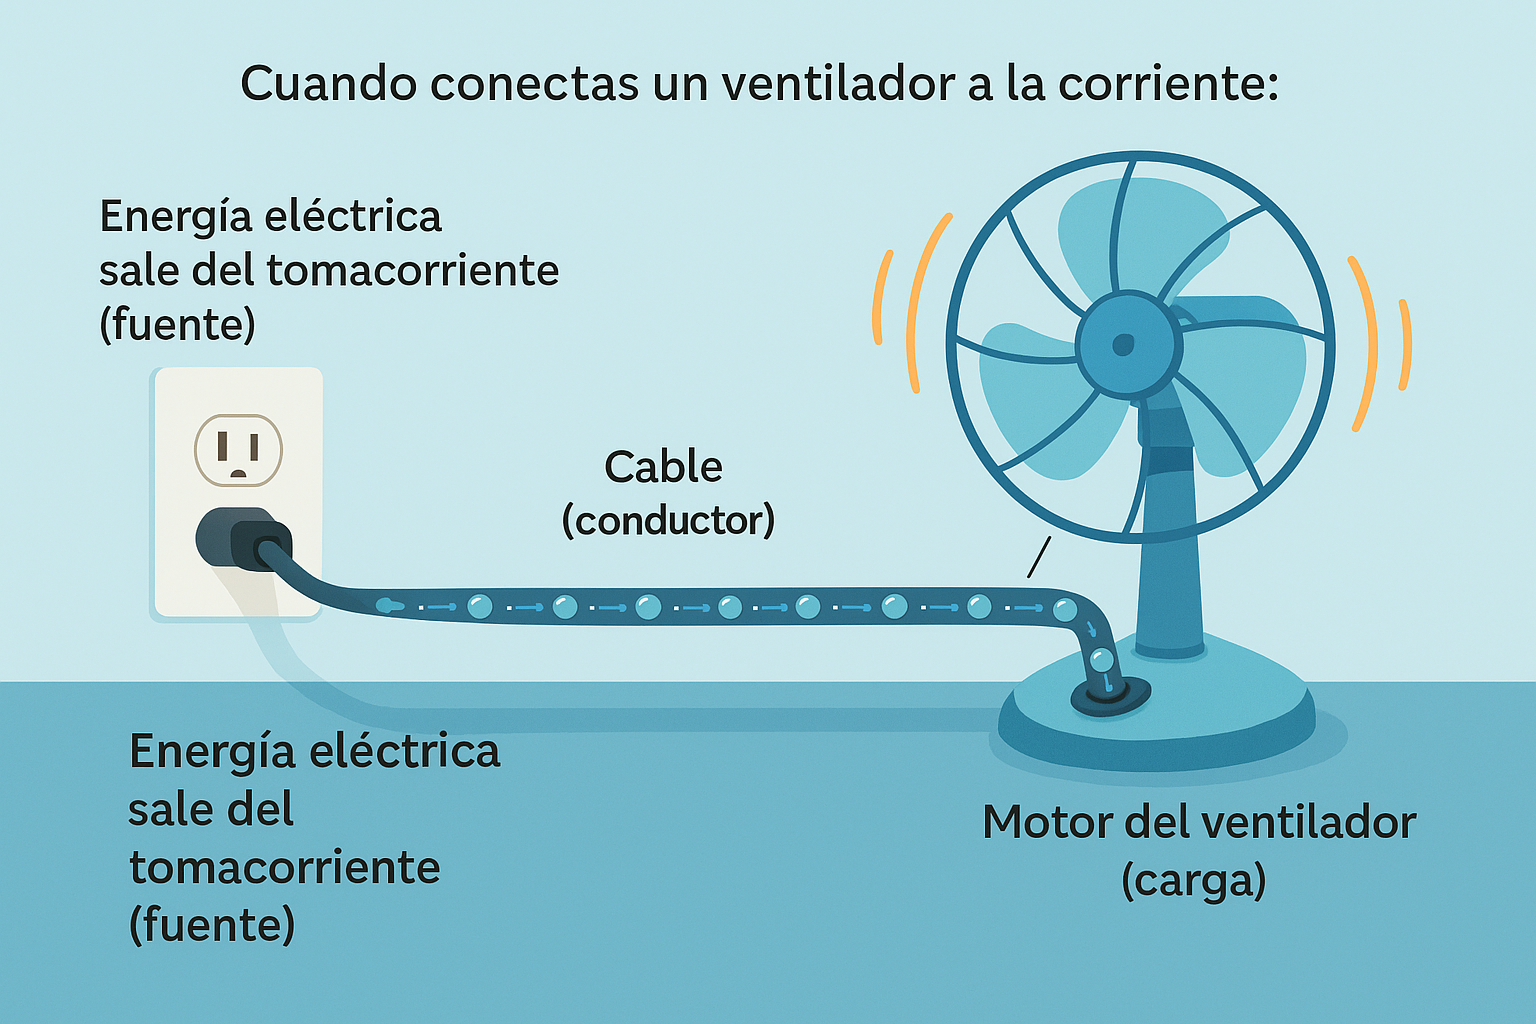 Cuando conectas un ventilador a la corriente:
Energía eléctrica
sale del tomacorriente
(fuente)
Cable
(conductor)
Energía eléctrica
sale del
tomacorriente
(fuente)
Motor del ventilador
(carga)